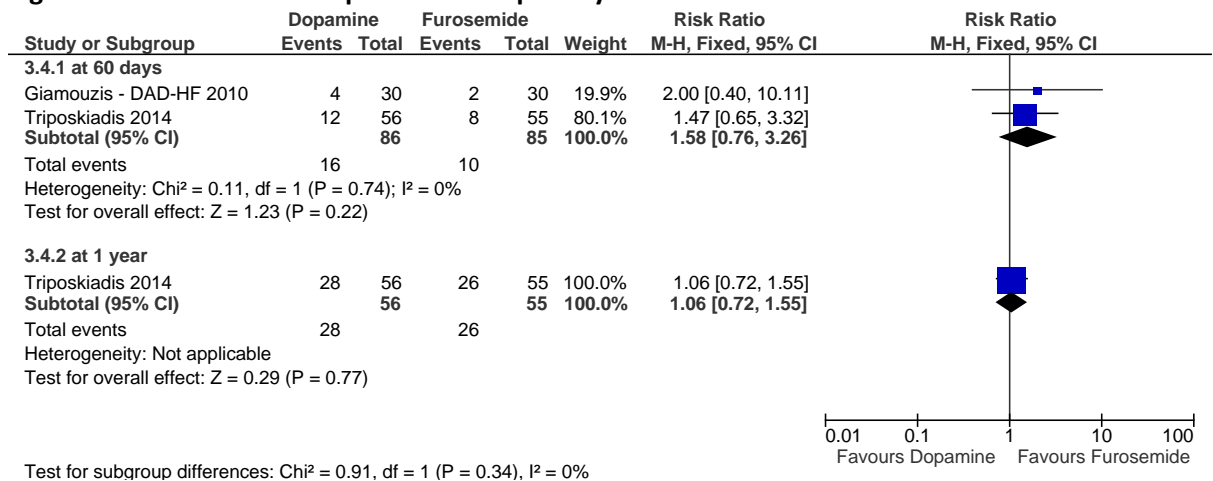 Dopamine Furosemide Risk Ratio Risk Ratio
Study or Subgroup Events Total Events Total Weight M-H, Fixed, 95% CI M-H, Fixed, 95% CI
3.4.1 at 60 days
Giamouzis - DAD-HF 2010 4 30 2 30 19.9% 2.00 [0.40, 10.11]
Triposkiadis 2014 12 56 8 55 80.1% 1.47 [0.65, 3.32]
Subtotal (95% CI) 86 85 100.0% 1.58 [0.76, 3.26]
Total events 16 10
Heterogeneity: Chi² = 0.11, df = 1 (P = 0.74); I² = 0%
Test for overall effect: Z = 1.23 (P = 0.22)
3.4.2 at 1 year
Triposkiadis 2014 28 56 26 55 100.0% 1.06 [0.72, 1.55]
Subtotal (95% CI) 56 55 100.0% 1.06 [0.72, 1.55]
Total events 28 26
Heterogeneity: Not applicable
Test for overall effect: Z = 0.29 (P = 0.77)
0.01 0.1 1 10 100
Favours Dopamine Favours Furosemide
Test for subgroup differences: Chi² = 0.91, df = 1 (P = 0.34), I² = 0%